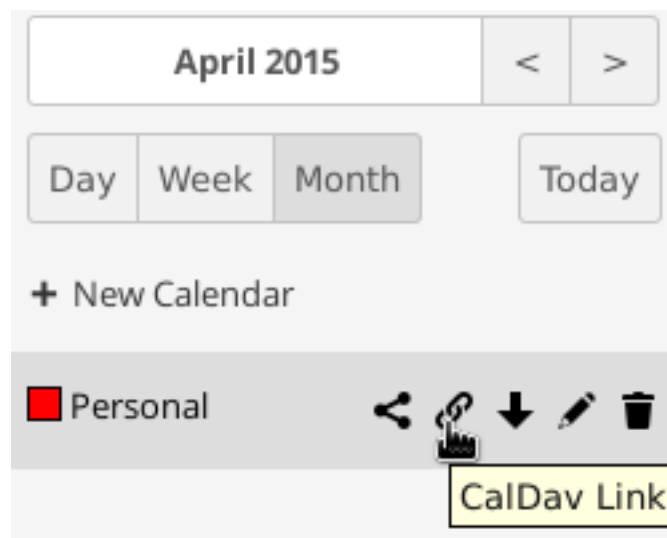 April 2015 < >
Day Week Month Today
+ New Calendar
Personal
CalDav Link